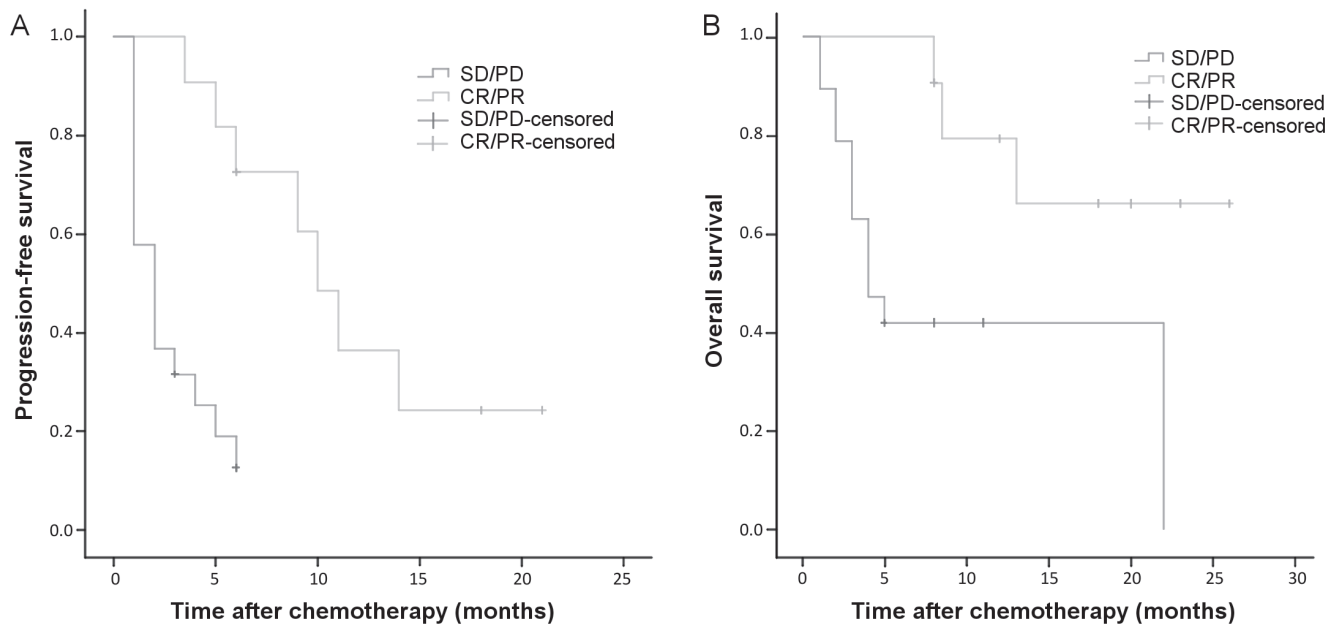 A
Progression-free survival
1.0
0.8
0.6
0.4
0.2
0.0
SD/PD
CR/PR
SD/PD-censored
CR/PR-censored
0 5 10 15 20 25
Time after chemotherapy (months)
B
Overall survival
1.0
0.8
0.6
0.4
0.2
0.0
SD/PD
CR/PR
SD/PD-censored
CR/PR-censored
0 5 10 15 20 25 30
Time after chemotherapy (months)